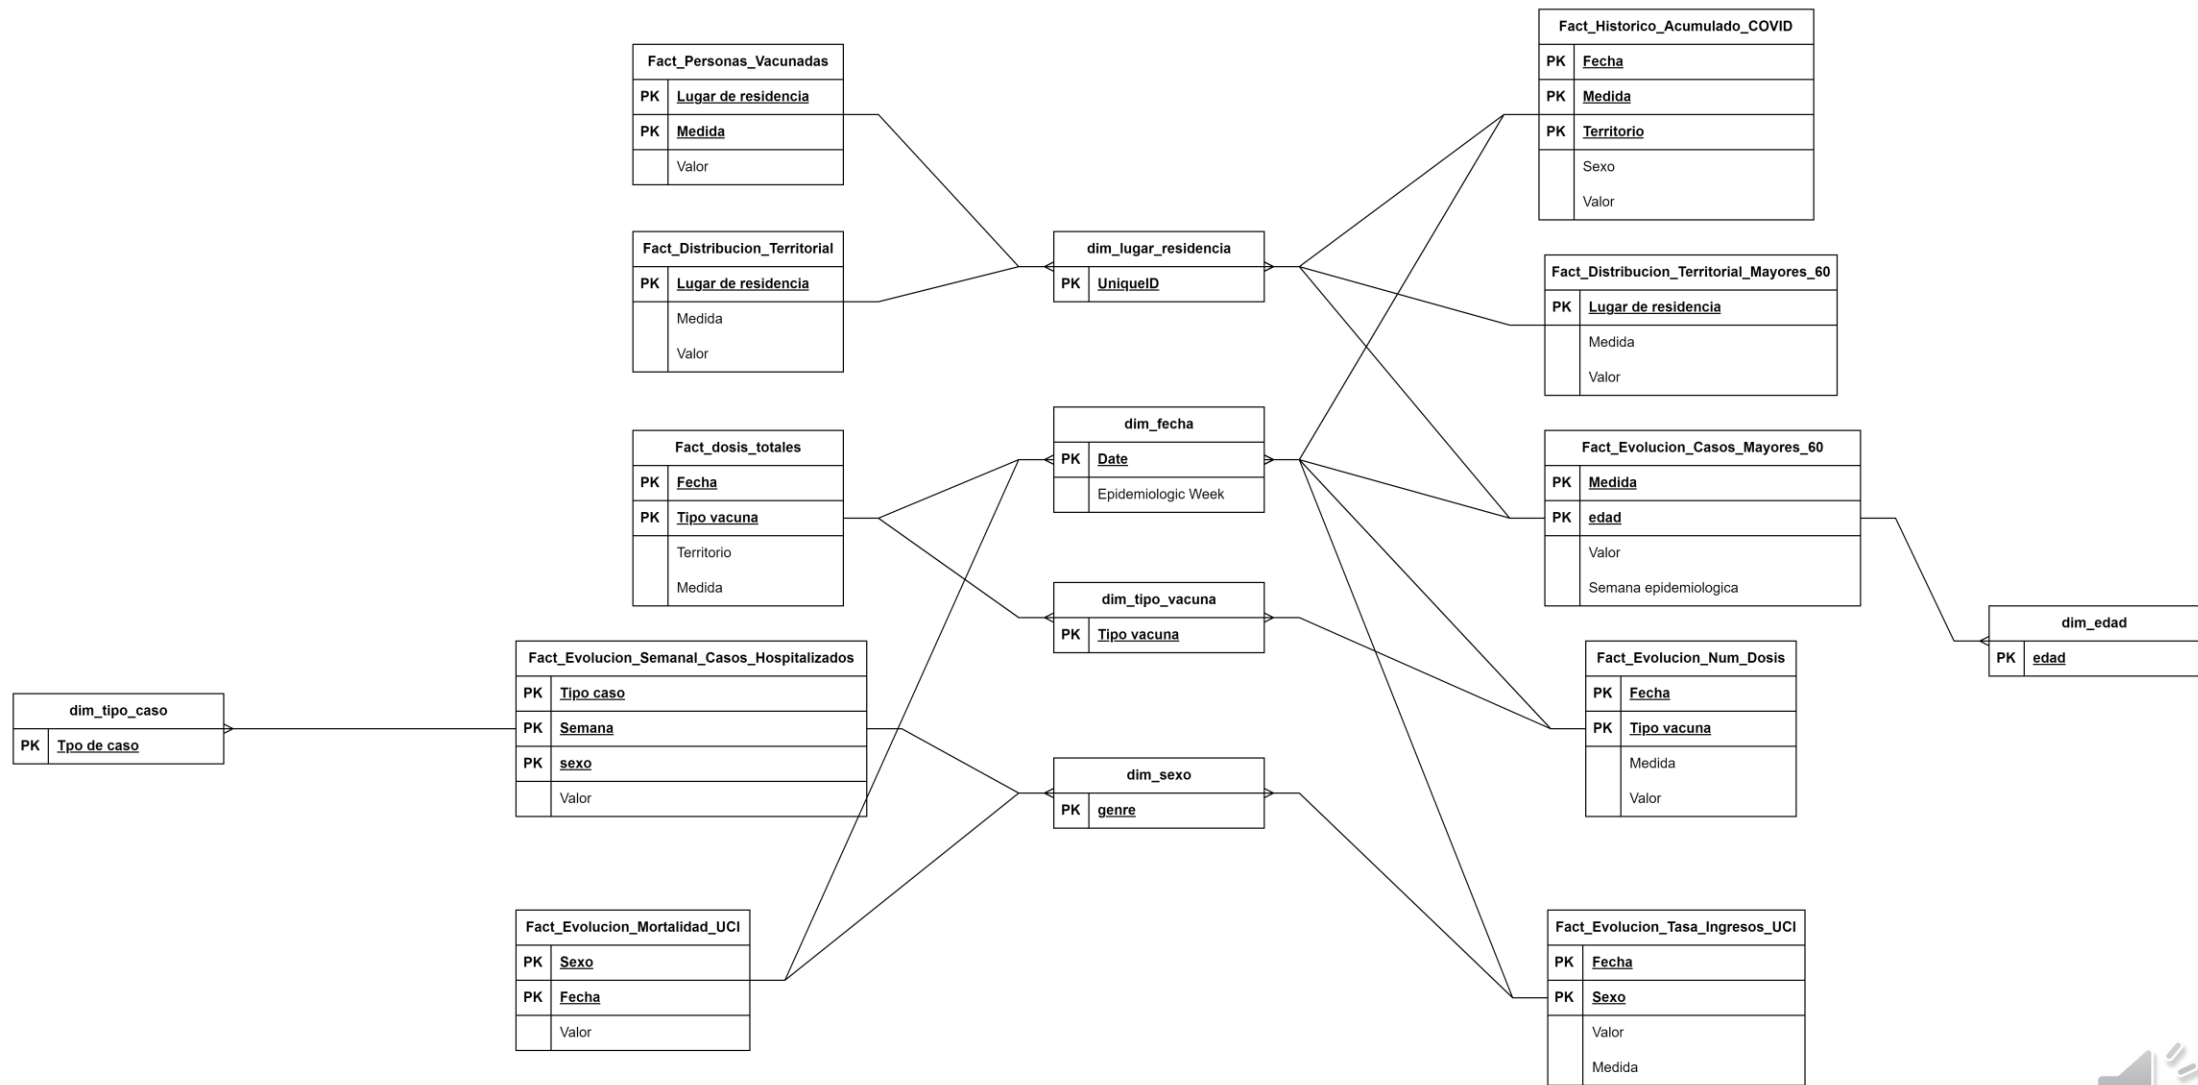 Fact_Personas_Vacunadas
PK Lugar de residencia
PK Medida
Valor
Fact_Distribucion_Territorial
PK Lugar de residencia
Medida
Valor
Fact_dosis_totales
PK Fecha
PK Tipo vacuna
Territorio
Medida
dim_tipo_caso
PK Tpo de caso
Fact_Evolucion_Semanal_Casos_Hospitalizados
PK Tipo caso
PK Semana
PK sexo
Valor
Fact_Evolucion_Mortalidad_UCI
PK Sexo
PK Fecha
Valor
dim_lugar_residencia
PK UniqueID
dim_fecha
PK Date
Epidemiologic Week
dim_tipo_vacuna
PK Tipo vacuna
dim_sexo
PK genre
Fact_Historico_Acumulado_COVID
PK Fecha
PK Medida
PK Territorio
Sexo
Valor
Fact_Distribucion_Territorial_Mayores_60
PK Lugar de residencia
Medida
Valor
Fact_Evolucion_Casos_Mayores_60
PK Medida
PK edad
Valor
Semana epidemiologica
Fact_Evolucion_Num_Dosis
PK Fecha
PK Tipo vacuna
Medida
Valor
Fact_Evolucion_Tasa_Ingresos_UCI
PK Fecha
PK Sexo
Valor
Medida
dim_edad
PK edad